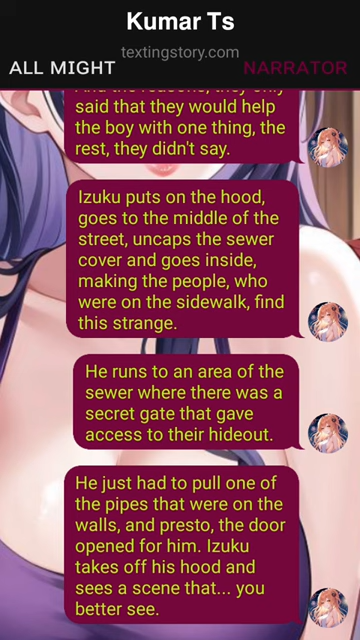 Kumar Ts
textingstory.com
ALL MIGHT
NARRATOR
And the reasons, they only
said that they would help
the boy with one thing, the
rest, they didn't say.
Izuku puts on the hood,
goes to the middle of the
street, uncaps the sewer
cover and goes inside,
making the people, who
were on the sidewalk, find
this strange.
He runs to an area of the
sewer where there was a
secret gate that gave
access to their hideout.
He just had to pull one of
the pipes that were on the
walls, and presto, the door
opened for him. Izuku
takes off his hood and
sees a scene that... you
better see.